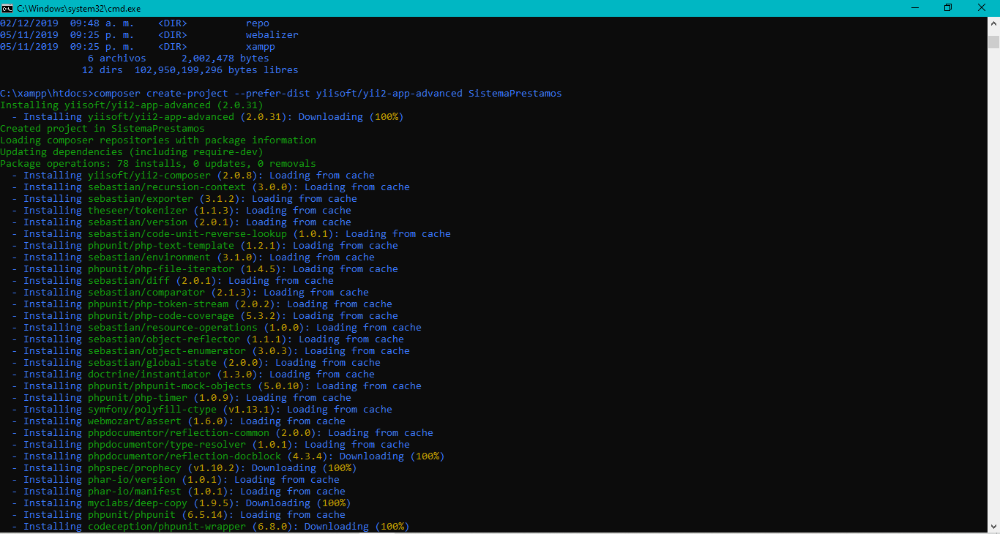 C:\Windows\system32\cmd.exe
02/12/2019  09:48 a. m.    <DIR>          repo
05/11/2019  09:25 p. m.    <DIR>          webalizer
05/11/2019  09:25 p. m.    <DIR>          xampp
               6 archivos      2,002,478 bytes
              12 dirs  102,950,199,296 bytes libres
C:\xampp\htdocs>composer create-project --prefer-dist yiisoft/yii2-app-advanced SistemaPrestamos
Installing yiisoft/yii2-app-advanced (2.0.31)
  - Installing yiisoft/yii2-app-advanced (2.0.31): Downloading (100%)
Created project in SistemaPrestamos
Loading composer repositories with package information
Updating dependencies (including require-dev)
Package operations: 78 installs, 0 updates, 0 removals
  - Installing yiisoft/yii2-composer (2.0.8): Loading from cache
  - Installing sebastian/recursion-context (3.0.0): Loading from cache
  - Installing sebastian/exporter (3.1.2): Loading from cache
  - Installing theseer/tokenizer (1.1.3): Loading from cache
  - Installing sebastian/version (2.0.1): Loading from cache
  - Installing sebastian/code-unit-reverse-lookup (1.0.1): Loading from cache
  - Installing phpunit/php-text-template (1.2.1): Loading from cache
  - Installing sebastian/environment (3.1.0): Loading from cache
  - Installing phpunit/php-file-iterator (1.4.5): Loading from cache
  - Installing sebastian/diff (2.0.1): Loading from cache
  - Installing sebastian/comparator (2.1.3): Loading from cache
  - Installing phpunit/php-token-stream (2.0.2): Loading from cache
  - Installing phpunit/php-code-coverage (5.3.2): Loading from cache
  - Installing sebastian/resource-operations (1.0.0): Loading from cache
  - Installing sebastian/object-reflector (1.1.1): Loading from cache
  - Installing sebastian/object-enumerator (3.0.3): Loading from cache
  - Installing sebastian/global-state (2.0.0): Loading from cache
  - Installing doctrine/instantiator (1.3.0): Loading from cache
  - Installing phpunit/phpunit-mock-objects (5.0.10): Loading from cache
  - Installing phpunit/php-timer (1.0.9): Loading from cache
  - Installing symfony/polyfill-ctype (v1.13.1): Loading from cache
  - Installing webmozart/assert (1.6.0): Loading from cache
  - Installing phpdocumentor/reflection-common (2.0.0): Loading from cache
  - Installing phpdocumentor/type-resolver (1.0.1): Loading from cache
  - Installing phpdocumentor/reflection-docblock (4.3.4): Downloading (100%)
  - Installing phpspec/prophecy (v1.10.2): Downloading (100%)
  - Installing phar-io/version (1.0.1): Loading from cache
  - Installing phar-io/manifest (1.0.1): Loading from cache
  - Installing myclabs/deep-copy (1.9.5): Downloading (100%)
  - Installing phpunit/phpunit (6.5.14): Loading from cache
  - Installing codeception/phpunit-wrapper (6.8.0): Downloading (100%)